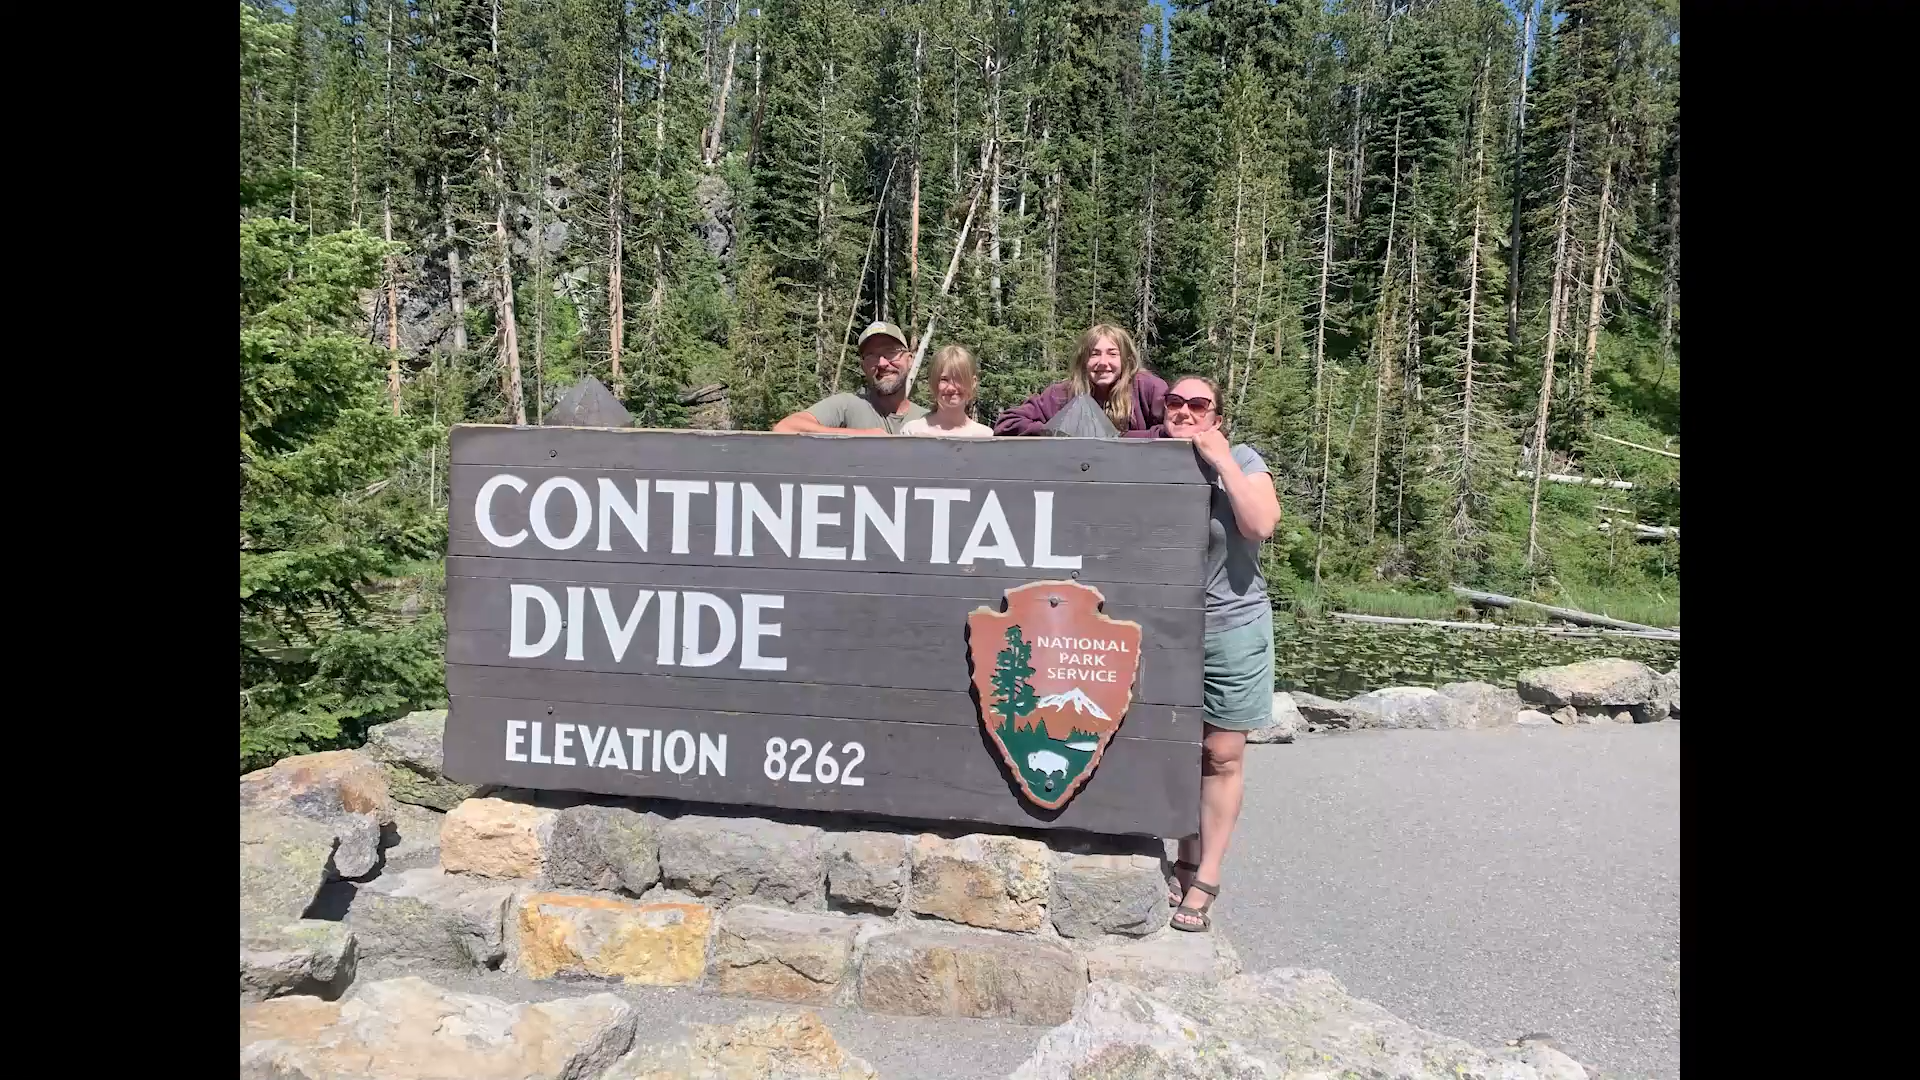 CONTINENTAL
DIVIDE
ELEVATION 8262
NATIONAL
PARK
SERVICE